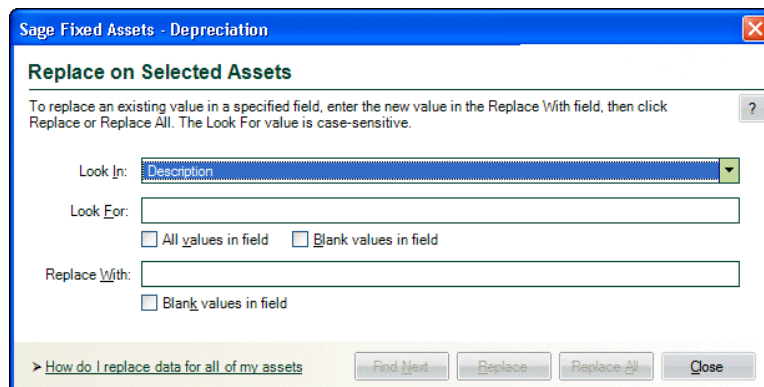 Sage Fixed Assets - Depreciation
Replace on Selected Assets
To replace an existing value in a specified field, enter the new value in the Replace With field, then click
Replace or Replace All. The Look For value is case-sensitive.
?
Look In: Description
Look For:
All values in field Blank values in field
Replace With:
Blank values in field
How do I replace data for all of my assets Find Next Replace Replace All Close